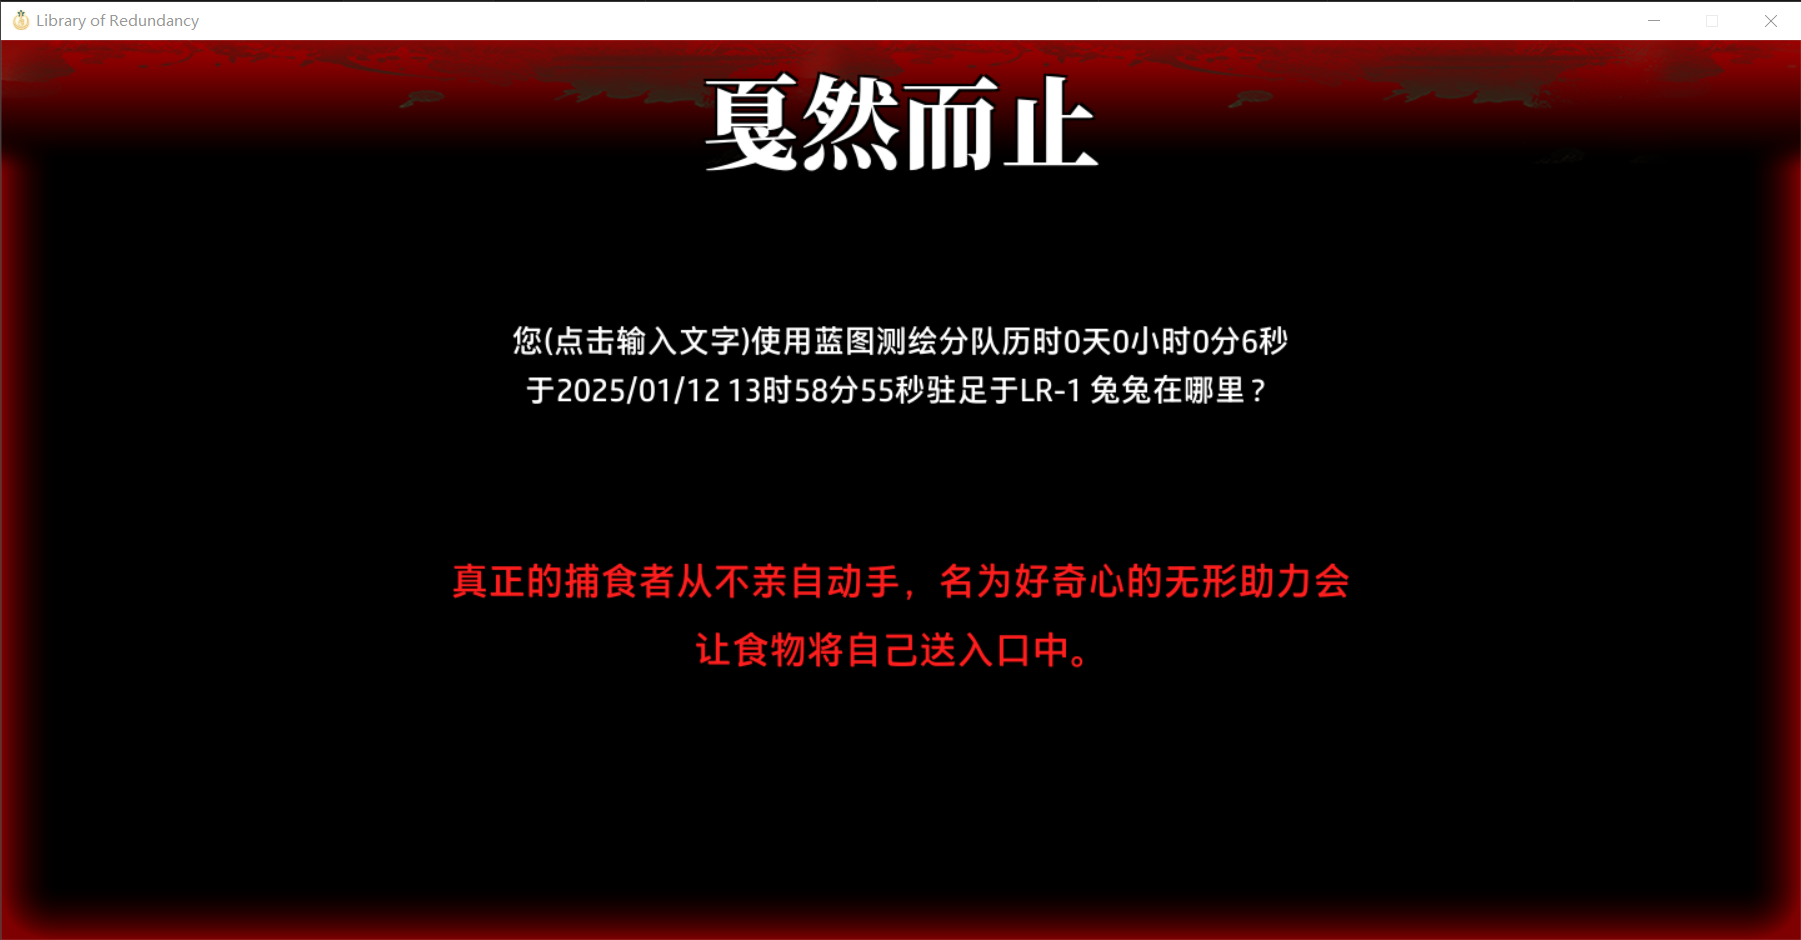 Library of Redundancy
戛然而止
您(点击输入文字)使用蓝图测绘分队历时0天0小时0分6秒
于2025/01/12 13时58分55秒驻足于LR-1 兔兔在哪里？
真正的捕食者从不亲自动手，名为好奇心的无形助力会
让食物将自己送入口中。